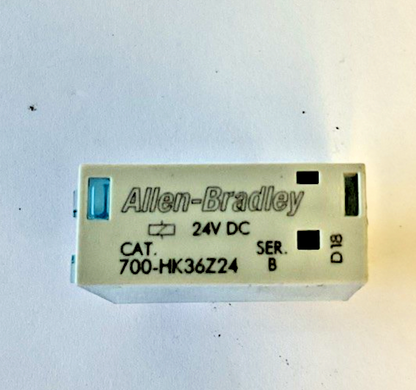 Allen-Bradley
24V DC
CAT. SER.
700-HK36Z24 B
D18